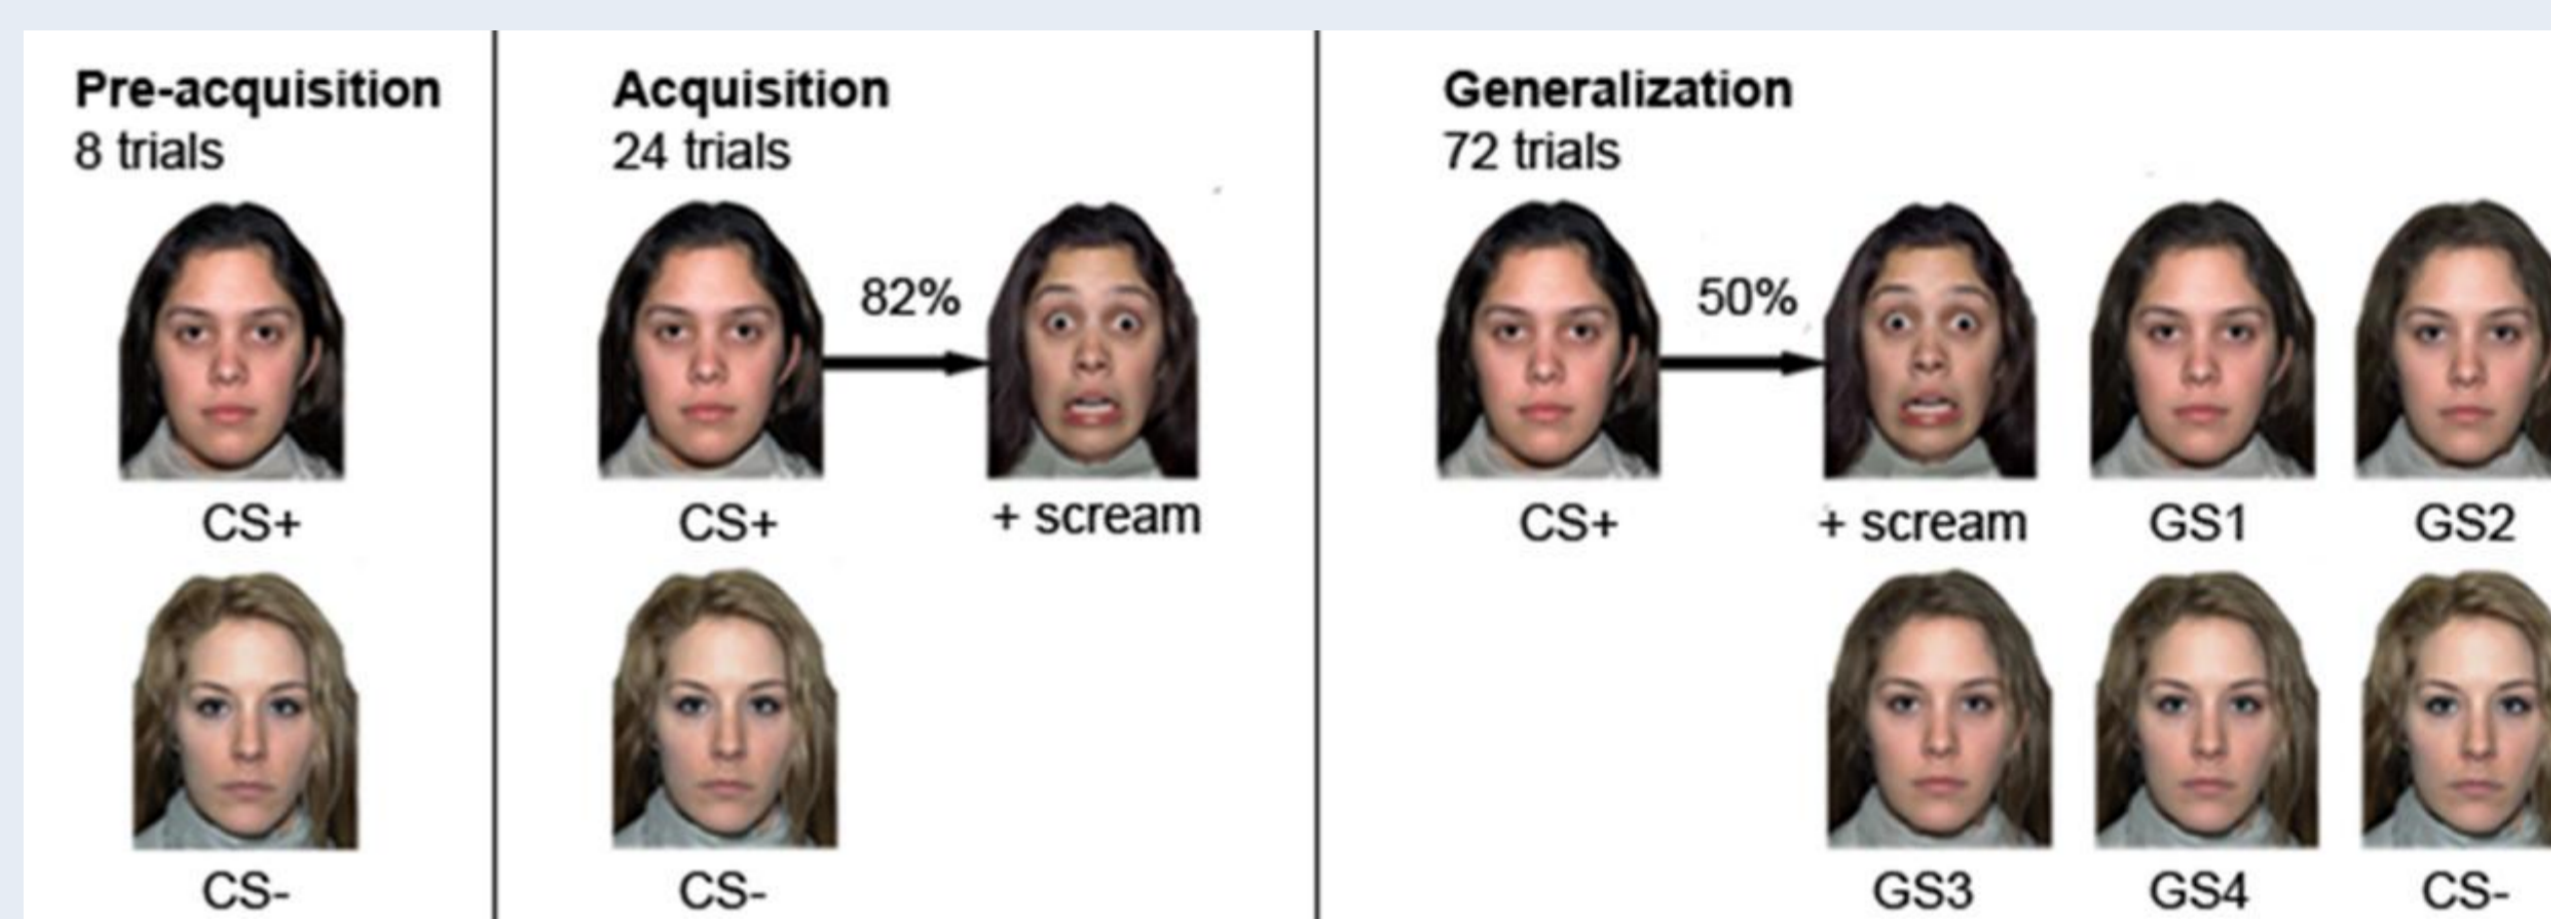 Pre-acquisition
8 trials
CS+
CS-
Acquisition
24 trials
82%
CS+
+ scream
CS-
Generalization
72 trials
50%
CS+
+ scream
GS1
GS2
GS3
GS4
CS-